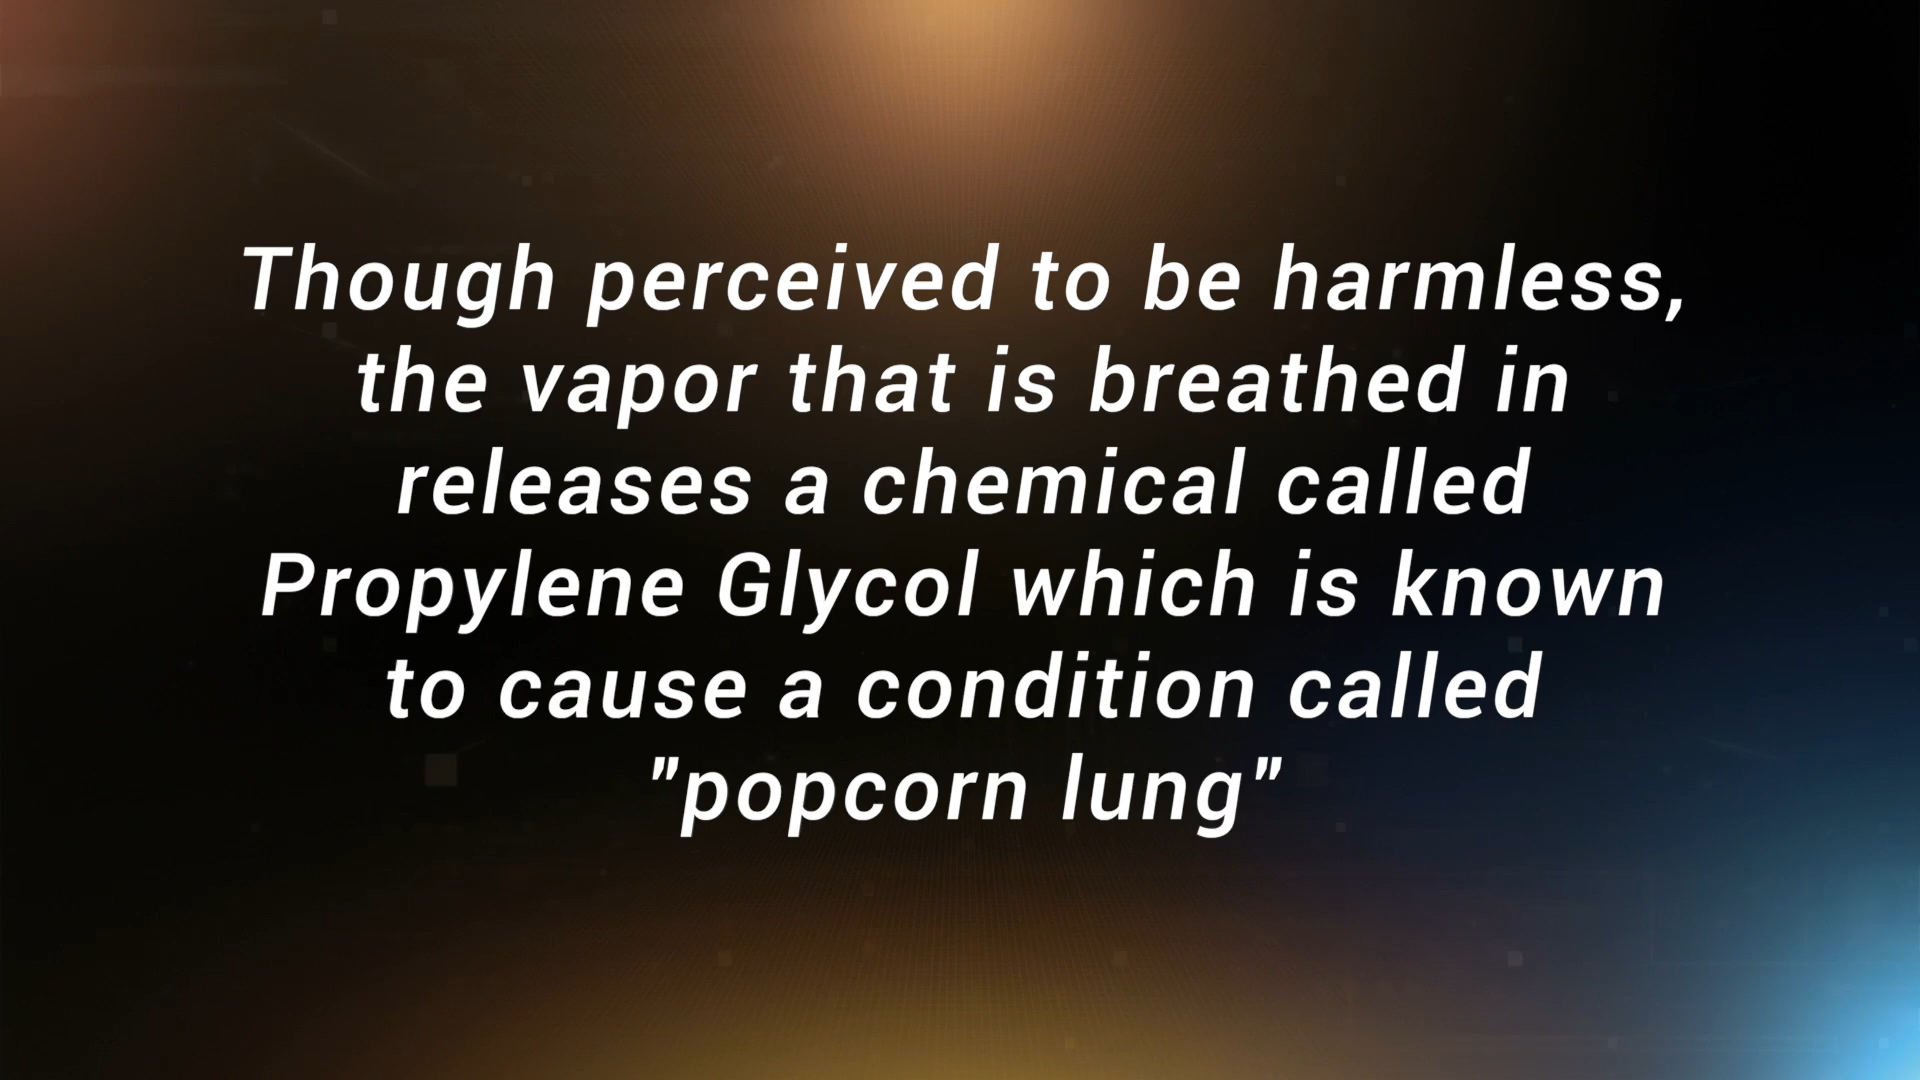 Though perceived to be harmless,
the vapor that is breathed in
releases a chemical called
Propylene Glycol which is known
to cause a condition called
"popcorn lung"